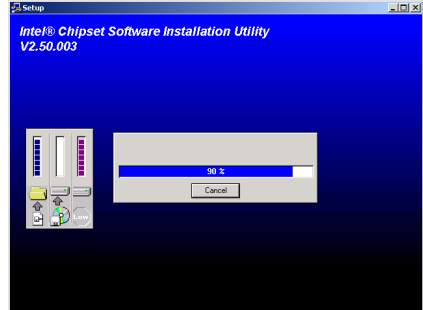 Setup
Intel® Chipset Software Installation Utility
V2.50.003
90 %
Cancel
Low